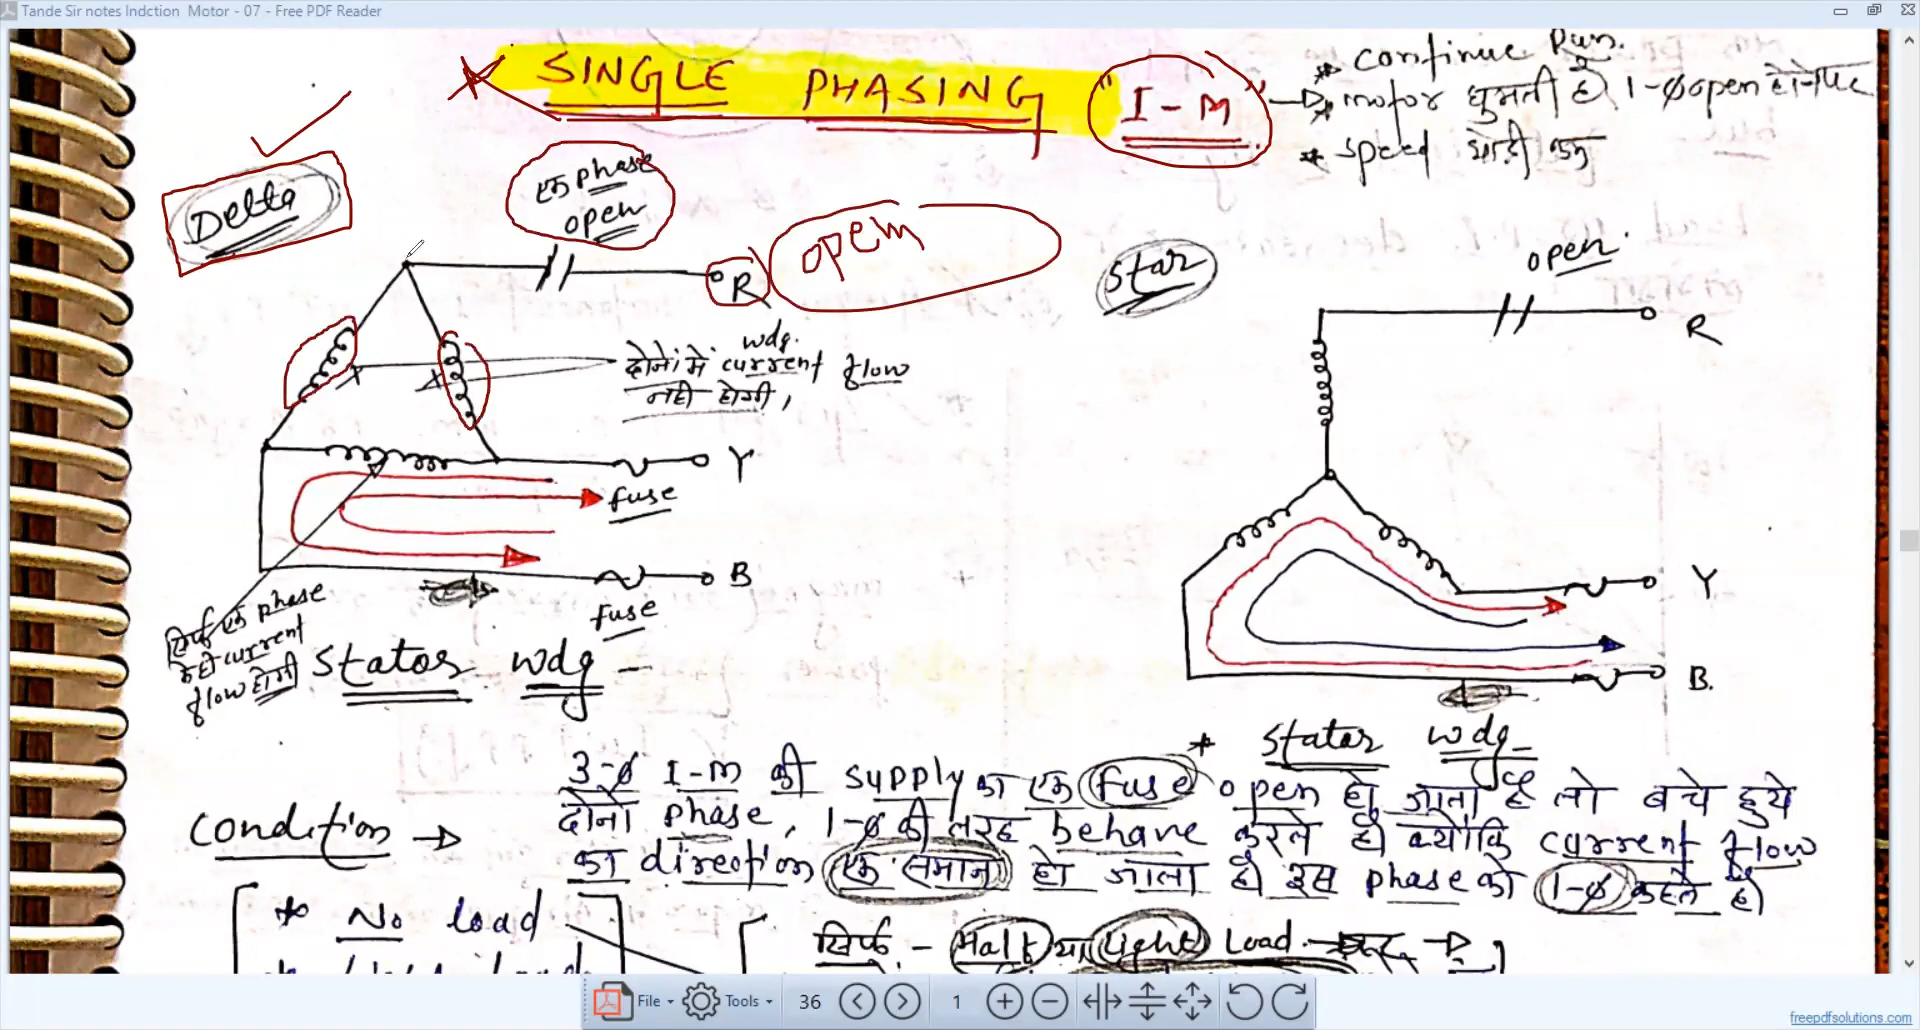 Tande Sir notes Indction Motor - 07 - Free PDF Reader
SINGLE PHASING "I-M"
* continue Run.
* motor घुमती है 1-ϕ open हो
* speed थोडी कम
Delta
एक phase
open
R
open
Star
open
R
wdg.
दोनो में current flow
नही होगी,
Y
fuse
B
fuse
सिर्फ एक phase
current
flow होगी
Stator wdg -
Y
B.
* Stator wdg -
Condition → 3-ϕ I-M की supply का एक fuse open हो जाता है तो बचे हुये
दोनो phase, 1-ϕ की तरह behave करते है क्योकि current flow
का direction एक समान हो जाता है इस phase को 1-ϕ कहते है
* No load
सिर्फ - Half या Light Load
File
Tools
36
1
freepdfsolutions.com